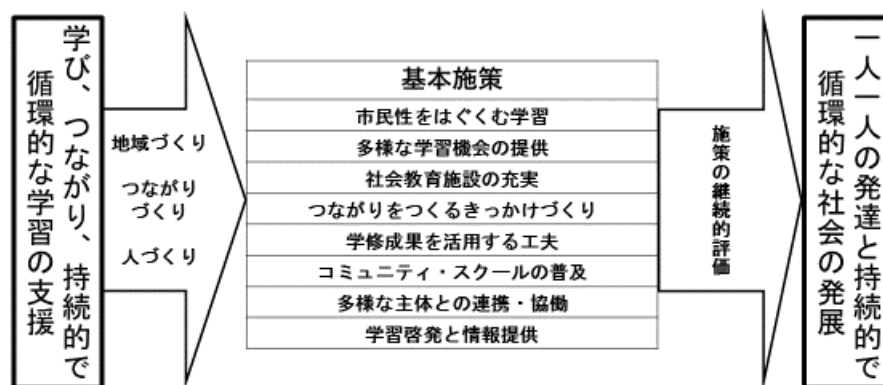 学び、つながり、持続的で
循環的な学習の支援
地域づくり
つながり
づくり
人づくり
基本施策
市民性をはぐくむ学習
多様な学習機会の提供
社会教育施設の充実
つながりをつくるきっかけづくり
学修成果を活用する工夫
コミュニティ・スクールの普及
多様な主体との連携・協働
学習啓発と情報提供
施策の継続的評価
一人一人の発達と持続的で
循環的な社会の発展